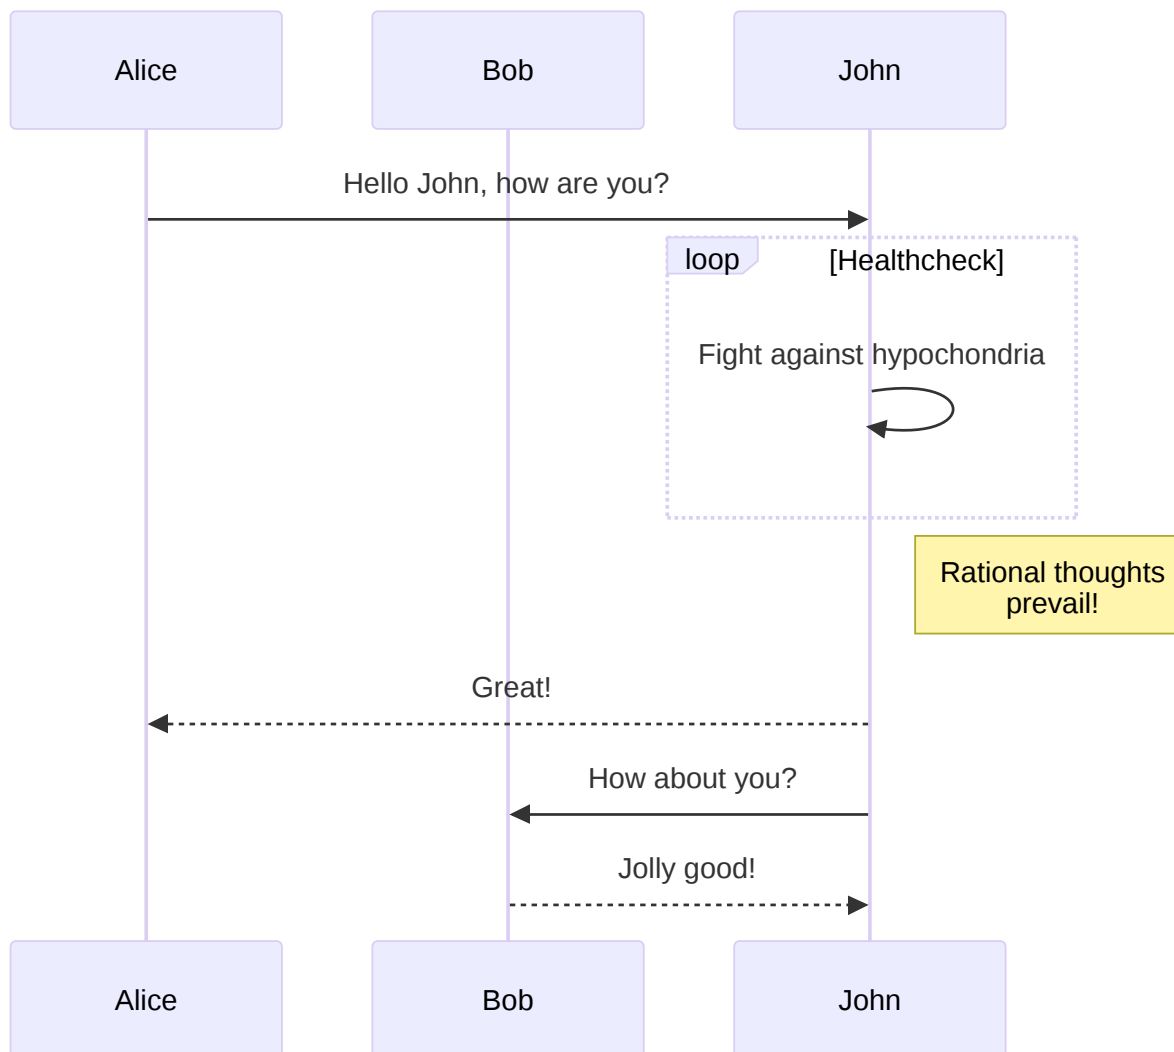 Alice
Bob
John
Hello John, how are you?
loop
[Healthcheck]
Fight against hypochondria
Rational thoughts
prevail!
Great!
How about you?
Jolly good!
Alice
Bob
John